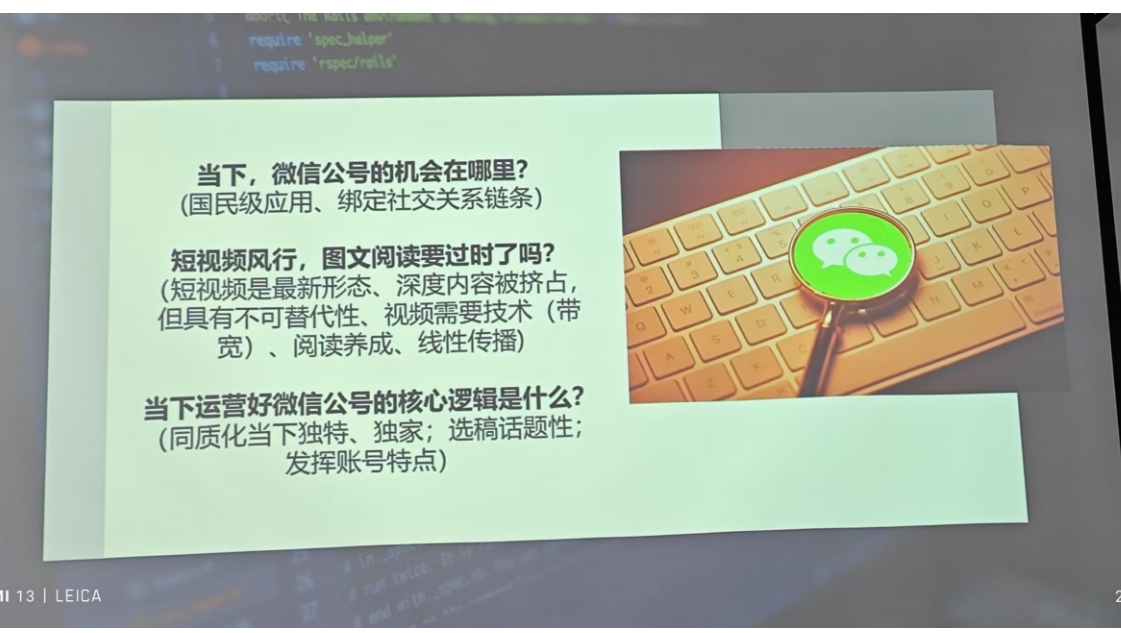 require 'spec_helper'
require 'rspec/rails'
当下，微信公号的机会在哪里？
(国民级应用、绑定社交关系链条)
短视频风行，图文阅读要过时了吗？
(短视频是最新形态、深度内容被挤占，
但具有不可替代性、视频需要技术（带
宽）、阅读养成、线性传播)
当下运营好微信公号的核心逻辑是什么？
（同质化当下独特、独家；选稿话题性；
发挥账号特点）
13 | LEICA